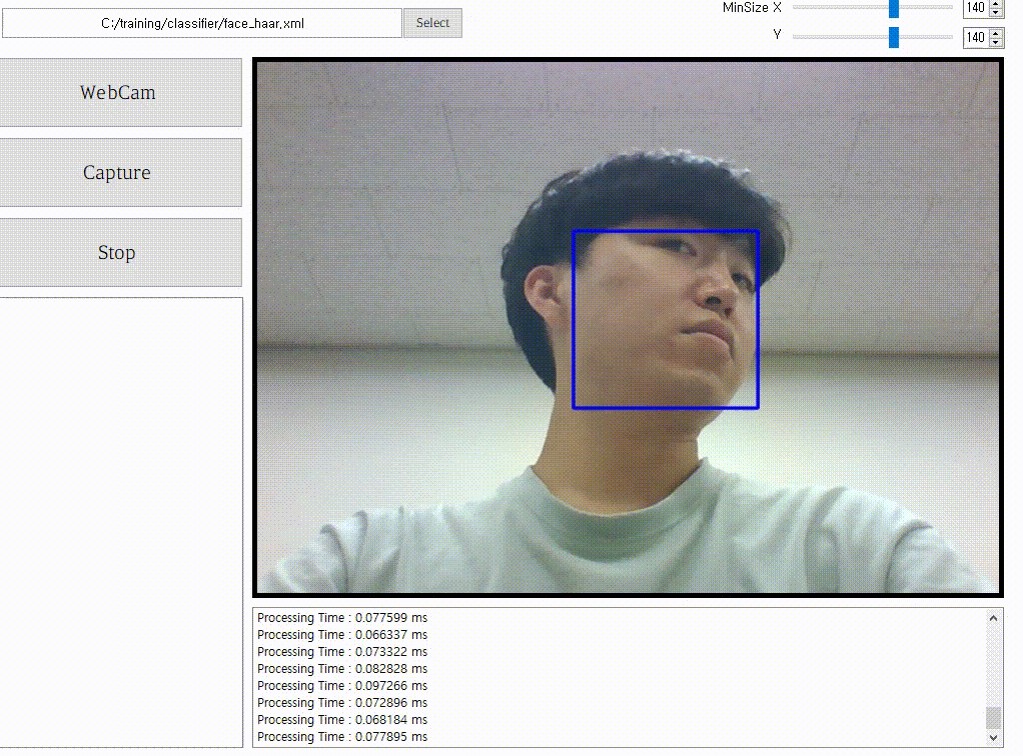 C:/training/classifier/face_haar.xml
Select
MinSize X
140
Y
140
WebCam
Capture
Stop
Processing Time : 0.077599 ms
Processing Time : 0.066337 ms
Processing Time : 0.073322 ms
Processing Time : 0.082828 ms
Processing Time : 0.097266 ms
Processing Time : 0.072896 ms
Processing Time : 0.068184 ms
Processing Time : 0.077895 ms